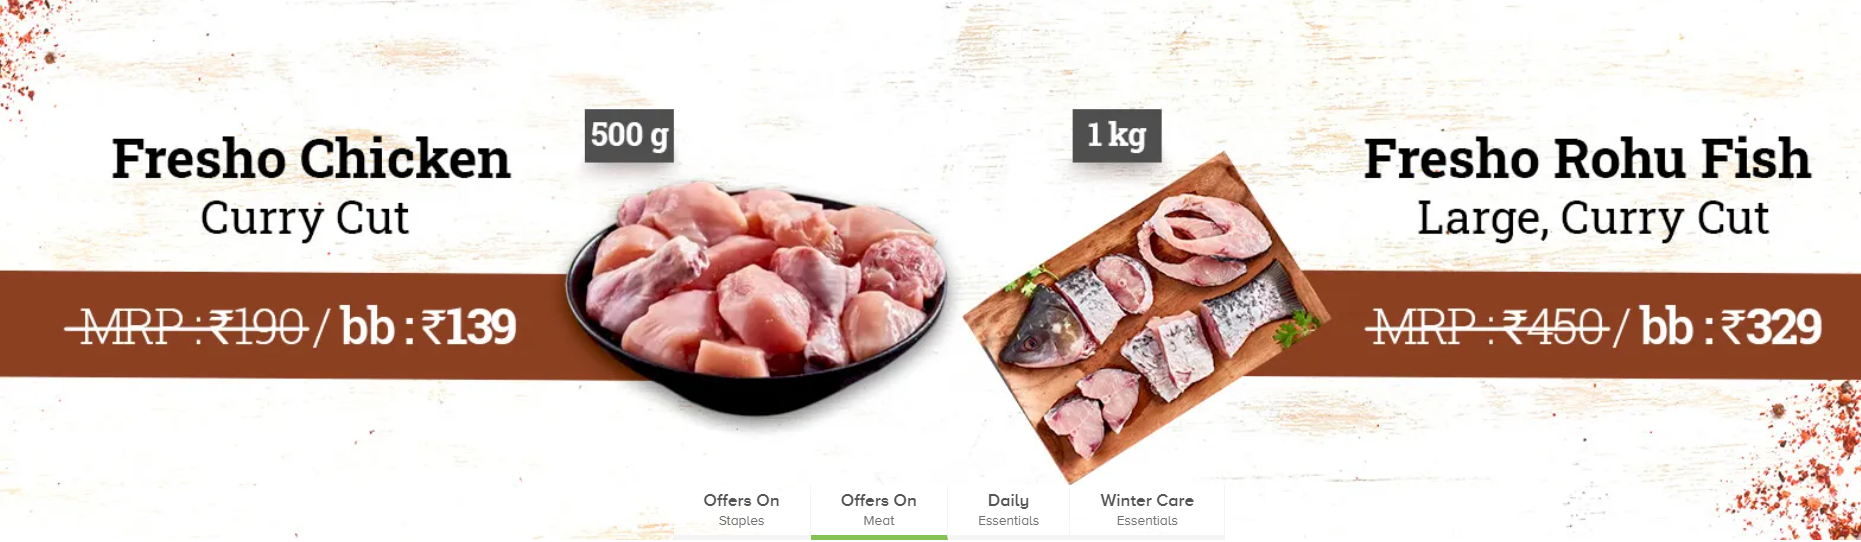 Fresho Chicken
Curry Cut
MRP : ₹190 / bb : ₹139
500 g
1 kg
Fresho Rohu Fish
Large, Curry Cut
MRP : ₹450 / bb : ₹329
Offers On
Staples
Offers On
Meat
Daily
Essentials
Winter Care
Essentials